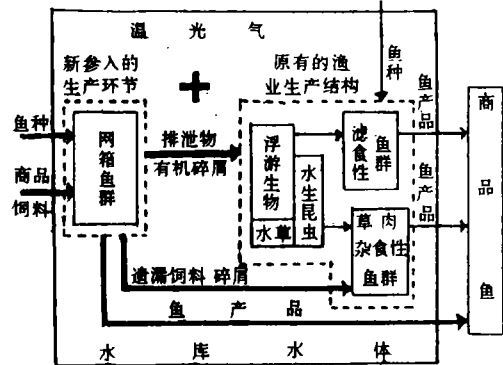 温 光 气
新参入的
生产环节
原有的渔
业生产结构
鱼种
鱼产品
商品鱼
鱼种
商品
饲料
网箱鱼群
排泄物
有机碎屑
浮游生物
水生昆虫
水草
滤食性
鱼群
鱼产品
草肉
杂食性
鱼群
遗漏饲料 碎屑
鱼 产 品
水 库 水 体